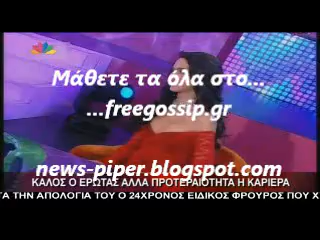 Μάθετε τα όλα στο...
...freegossip.gr
news-piper.blogspot.com
ΚΑΛΟΣ Ο ΕΡΩΤΑΣ ΑΛΛΑ ΠΡΟΤΕΡΑΙΟΤΗΤΑ Η ΚΑΡΙΕΡΑ
ΤΑ ΤΗΝ ΑΠΟΛΟΓΙΑ ΤΟΥ Ο 24ΧΡΟΝΟΣ ΕΙΔΙΚΟΣ ΦΡΟΥΡΟΣ ΠΟΥ Χ